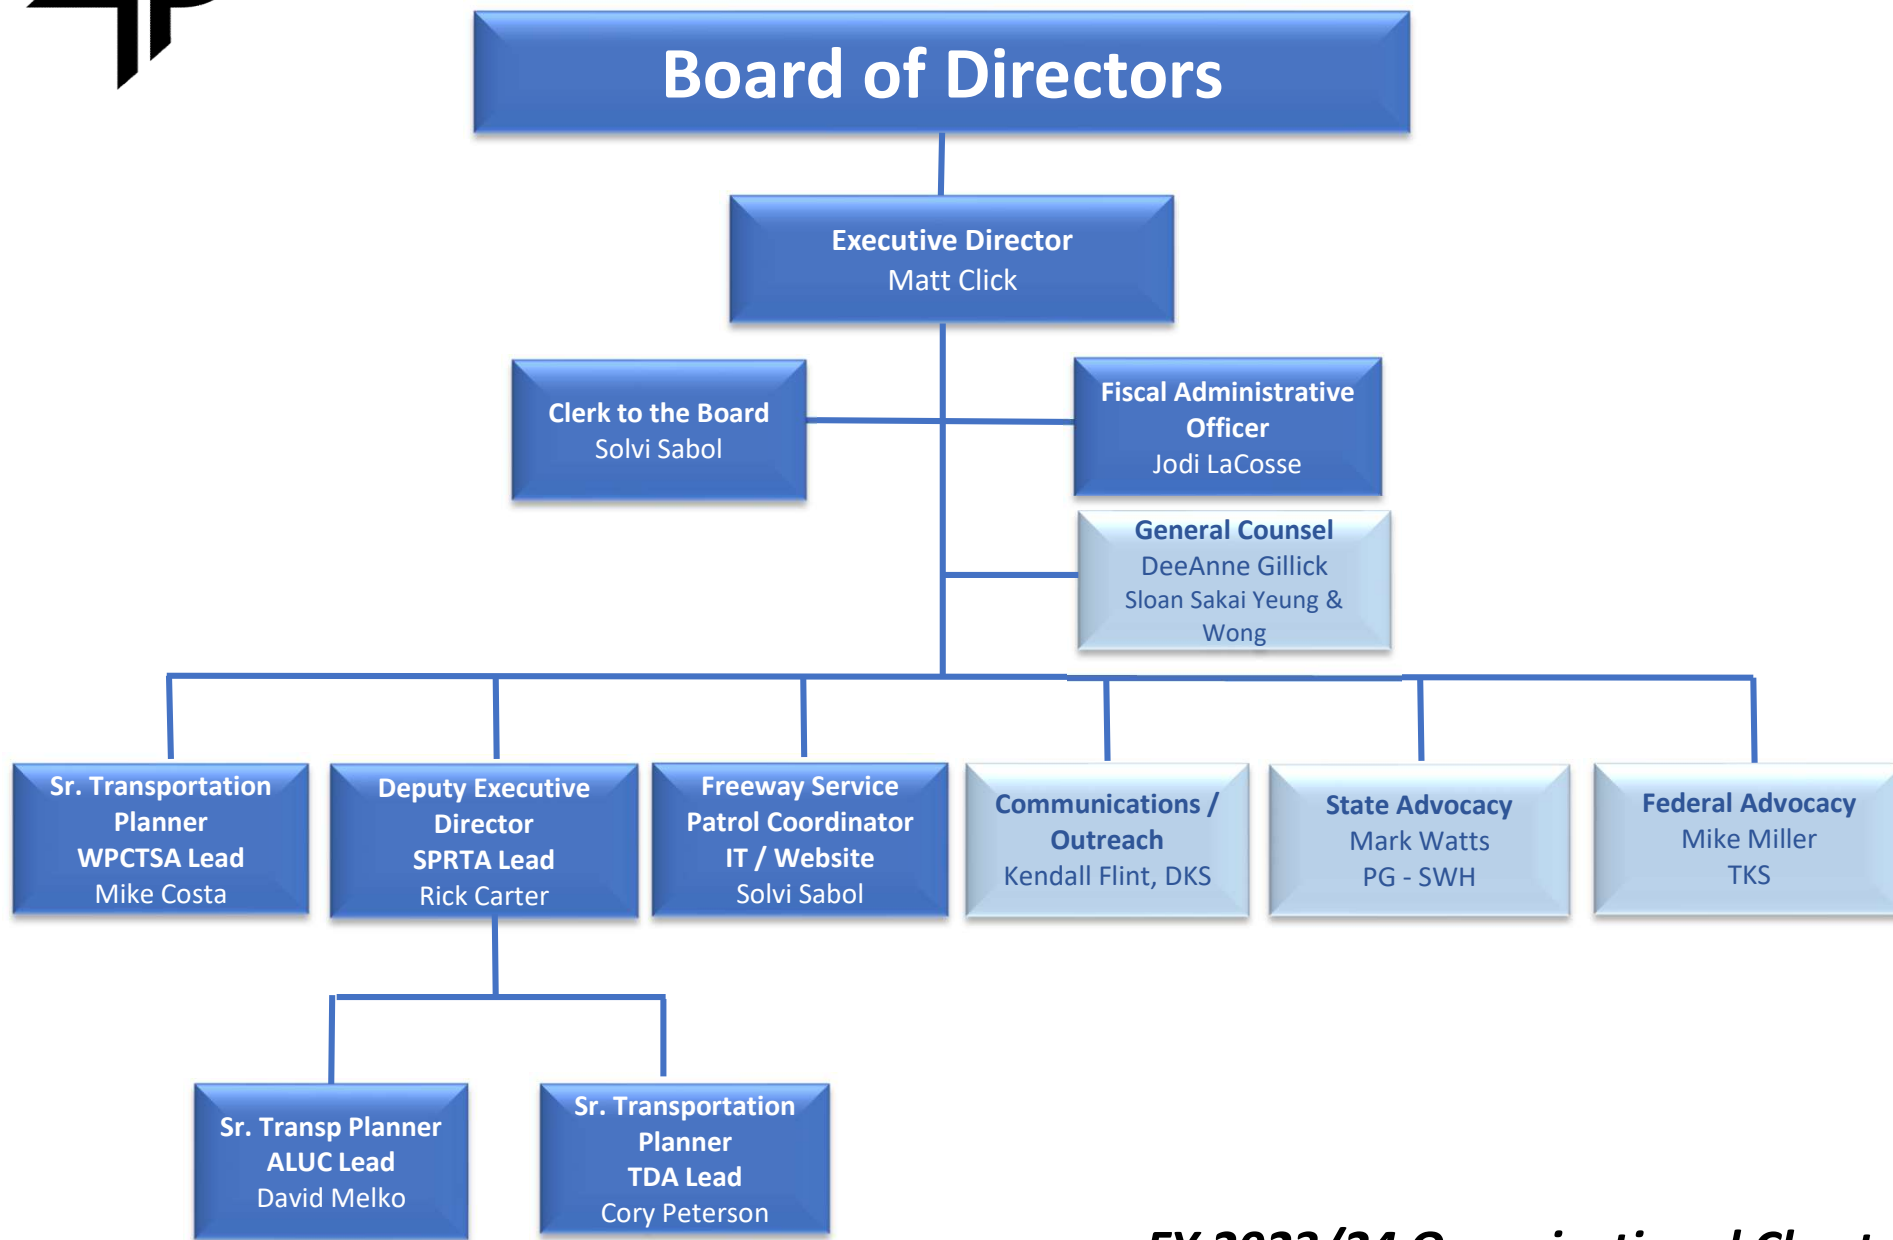 Board of Directors
Executive Director
Matt Click
Clerk to the Board
Solvi Sabol
Fiscal Administrative
Officer
Jodi LaCosse
General Counsel
DeeAnne Gillick
Sloan Sakai Yeung &
Wong
Sr. Transportation
Planner
WPCTSA Lead
Mike Costa
Deputy Executive
Director
SPRTA Lead
Rick Carter
Freeway Service
Patrol Coordinator
IT / Website
Solvi Sabol
Communications /
Outreach
Kendall Flint, DKS
State Advocacy
Mark Watts
PG - SWH
Federal Advocacy
Mike Miller
TKS
Sr. Transp Planner
ALUC Lead
David Melko
Sr. Transportation
Planner
TDA Lead
Cory Peterson